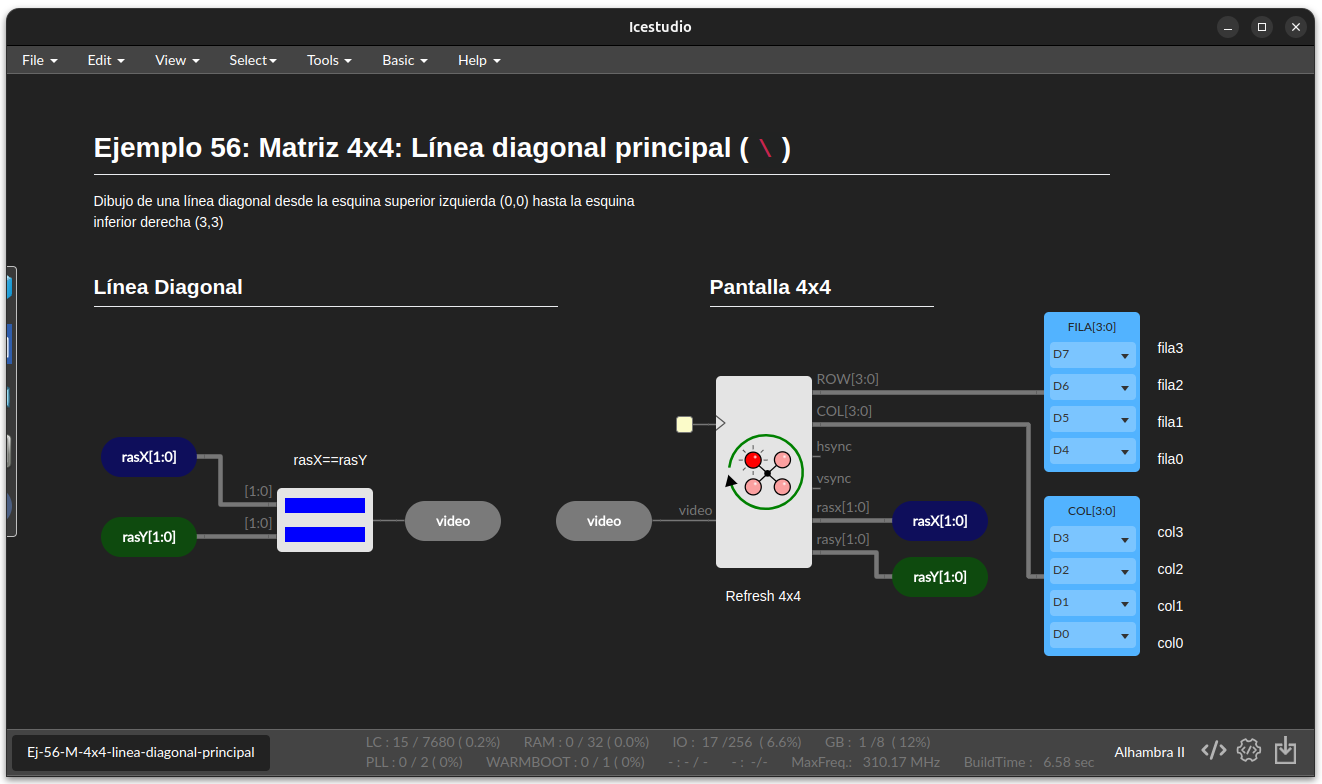 Icestudio
File Edit View Select Tools Basic Help
Ejemplo 56: Matriz 4x4: Línea diagonal principal ( \ )
Dibujo de una línea diagonal desde la esquina superior izquierda (0,0) hasta la esquina
inferior derecha (3,3)
Línea Diagonal
rasX==rasY
rasX[1:0]
[1:0]
[1:0]
rasY[1:0]
video
Pantalla 4x4
video
video
ROW[3:0]
COL[3:0]
hsync
vsync
rasx[1:0]
rasX[1:0]
rasy[1:0]
rasY[1:0]
Refresh 4x4
FILA[3:0]
D7 fila3
D6 fila2
D5 fila1
D4 fila0
COL[3:0]
D3 col3
D2 col2
D1 col1
D0 col0
Ej-56-M-4x4-linea-diagonal-principal
LC : 15 / 7680 ( 0.2%) RAM : 0 / 32 ( 0.0%) IO : 17 /256 ( 6.6%) GB : 1 /8 ( 12%)
PLL : 0 / 2 ( 0%) WARMBOOT : 0 / 1 ( 0%) - : - / - - : -/- MaxFreq.: 310.17 MHz BuildTime : 6.58 sec
Alhambra II